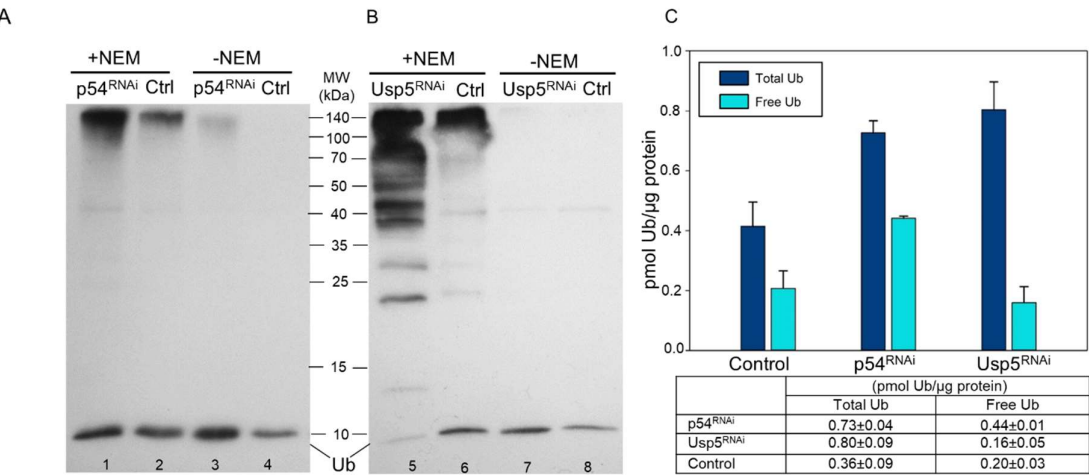 A
+NEM -NEM
p54RNAi Ctrl p54RNAi Ctrl
MW
(kDa)
140
100
70
50
40
35
25
15
10
Ub
1 2 3 4
B
+NEM -NEM
Usp5RNAi Ctrl Usp5RNAi Ctrl
5 6 7 8
C
pmol Ub/µg protein
1.0
0.8
0.6
0.4
0.2
0.0
Total Ub
Free Ub
Control p54RNAi Usp5RNAi
(pmol Ub/µg protein)
Total Ub Free Ub
p54RNAi 0.73±0.04 0.44±0.01
Usp5RNAi 0.80±0.09 0.16±0.05
Control 0.36±0.09 0.20±0.03